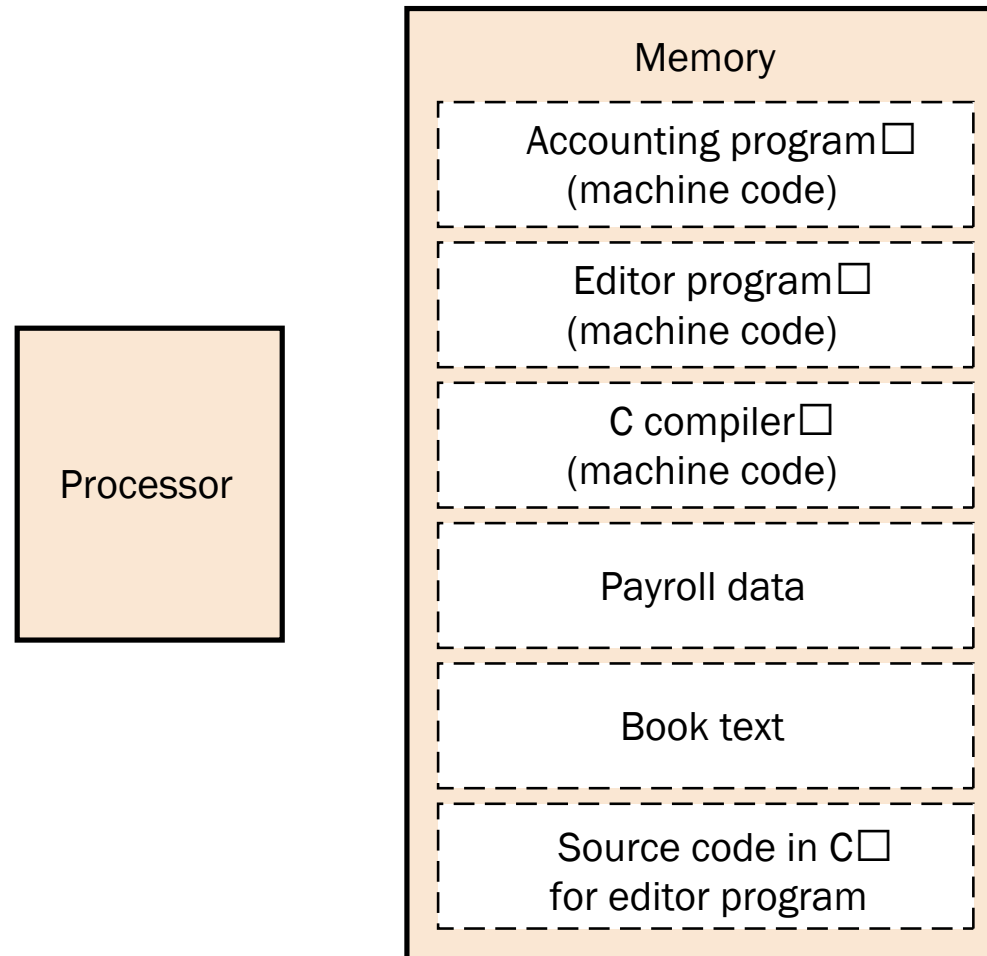 Memory
Accounting program□
(machine code)
Editor program□
(machine code)
C compiler□
(machine code)
Processor
Payroll data
Book text
Source code in C□
for editor program